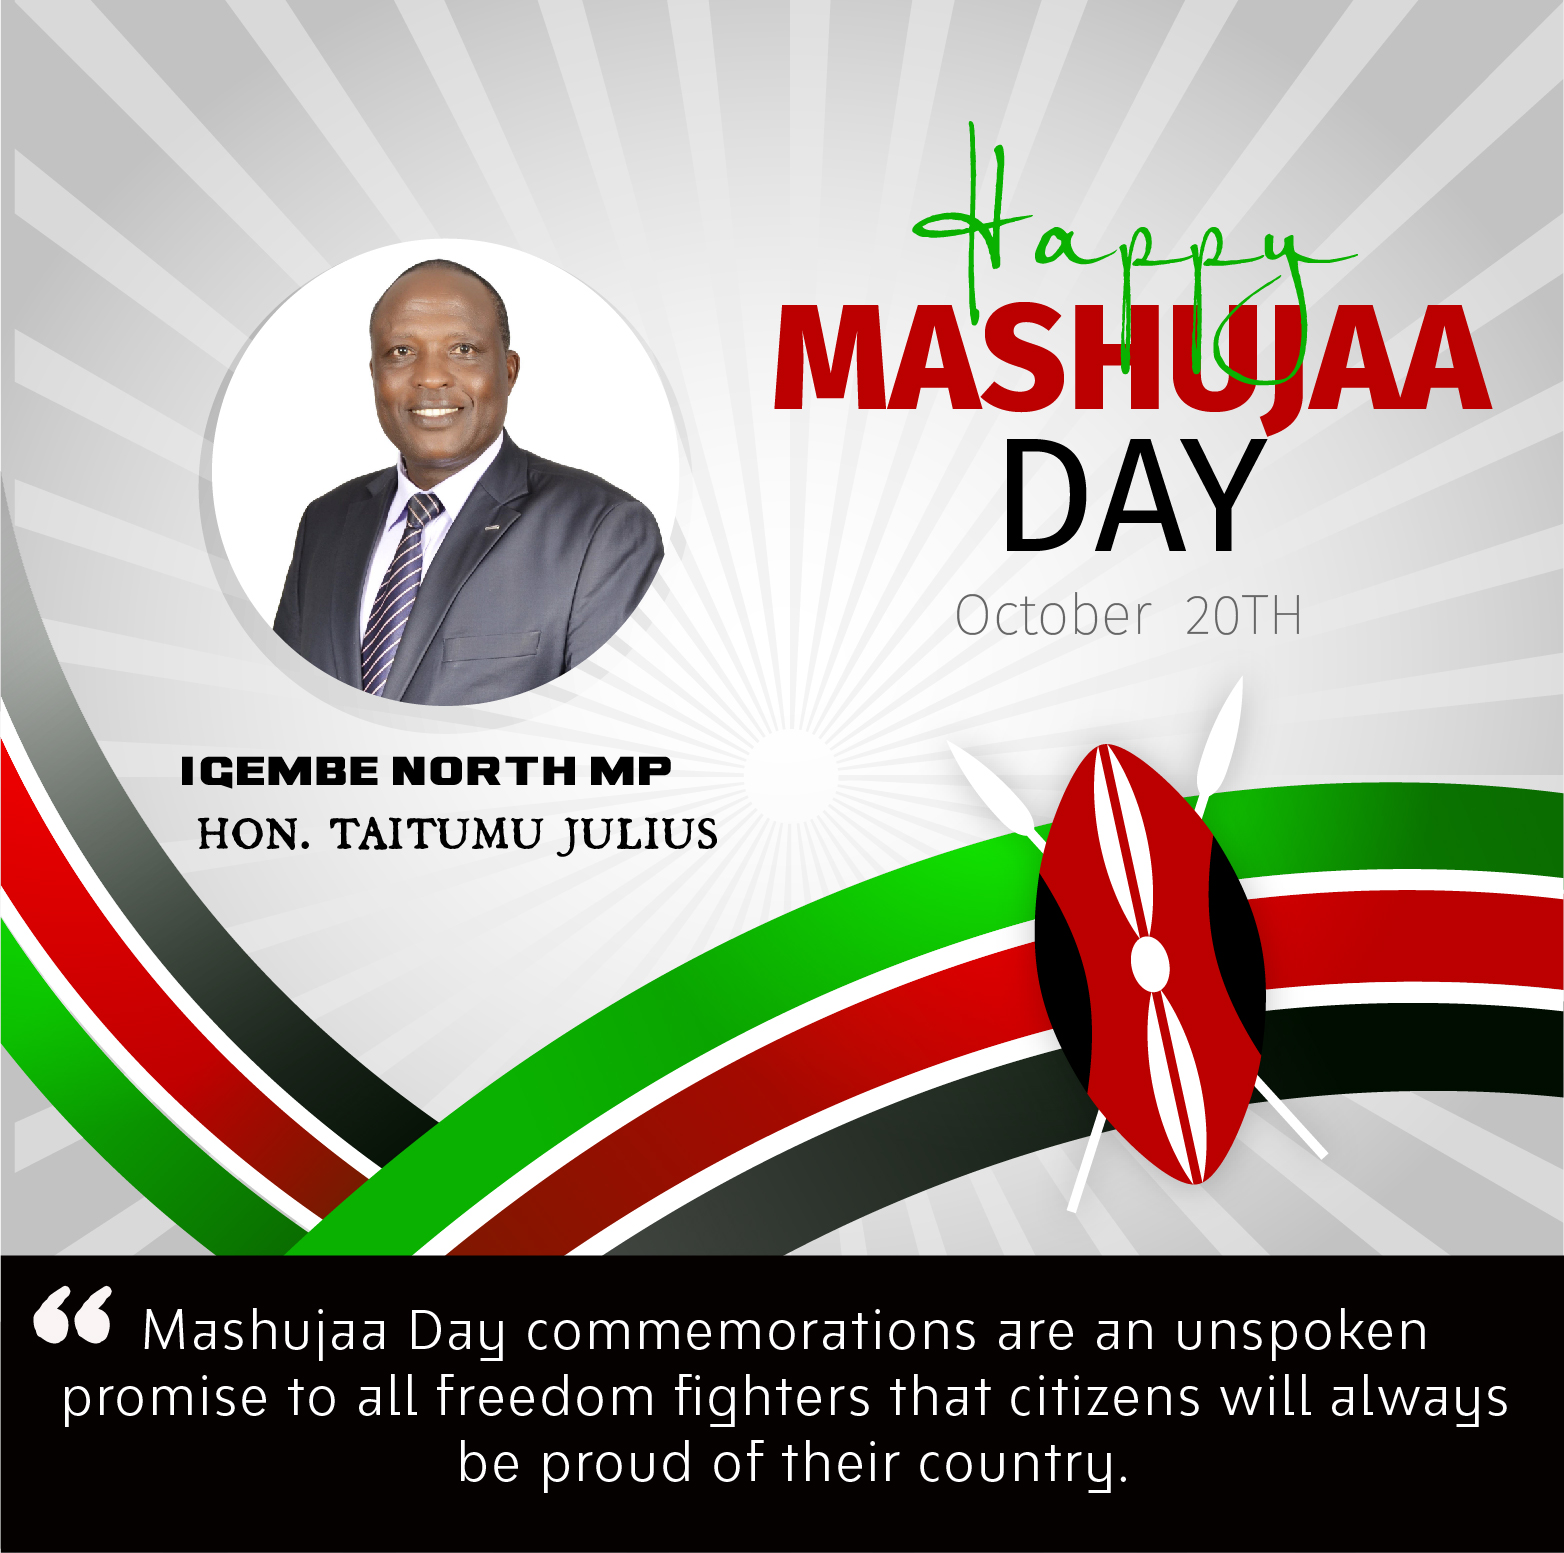 Happy
MASHUJAA
DAY
October 20TH
IGEMBE NORTH MP
HON. TAITUMU JULIUS
“ Mashujaa Day commemorations are an unspoken
promise to all freedom fighters that citizens will always
be proud of their country.